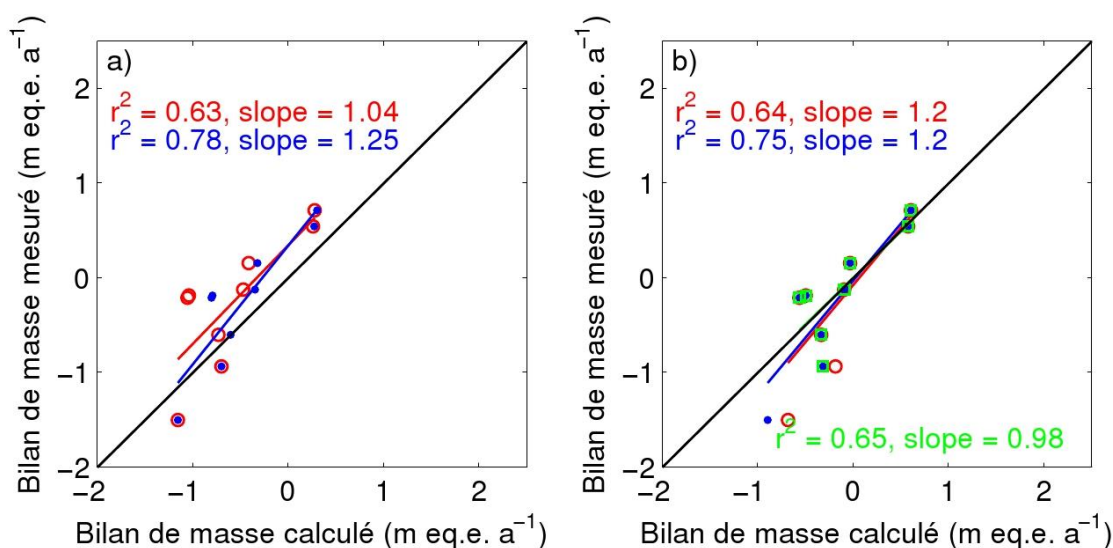 a)
r² = 0.63, slope = 1.04
r² = 0.78, slope = 1.25
2
1
0
−1
−2
−2 −1 0 1 2
Bilan de masse mesuré (m eq.e. a⁻¹)
Bilan de masse calculé (m eq.e. a⁻¹)
b)
r² = 0.64, slope = 1.2
r² = 0.75, slope = 1.2
r² = 0.65, slope = 0.98
2
1
0
−1
−2
−2 −1 0 1 2
Bilan de masse mesuré (m eq.e. a⁻¹)
Bilan de masse calculé (m eq.e. a⁻¹)